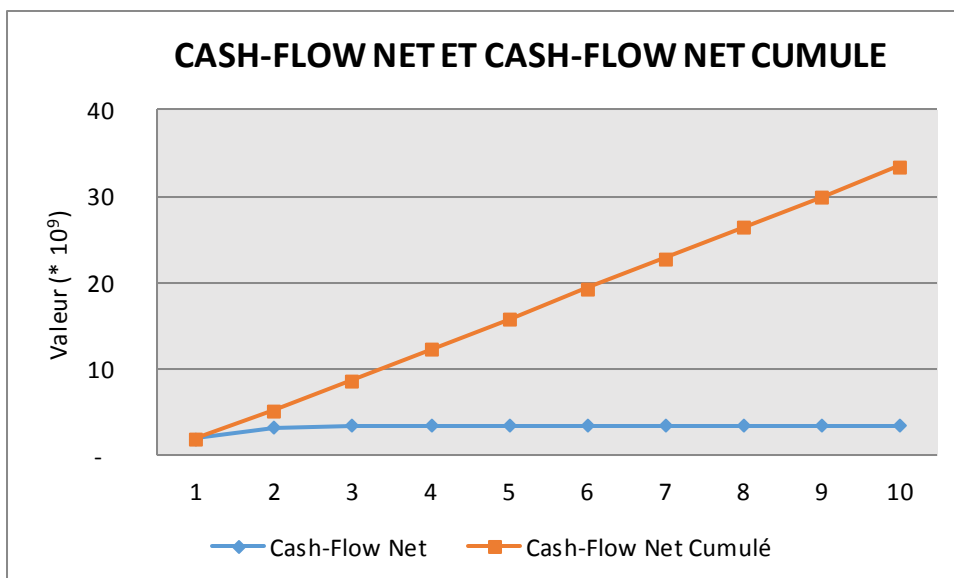 CASH-FLOW NET ET CASH-FLOW NET CUMULE
Valeur (* 10⁹)
40
30
20
10
-
1 2 3 4 5 6 7 8 9 10
Cash-Flow Net Cash-Flow Net Cumulé